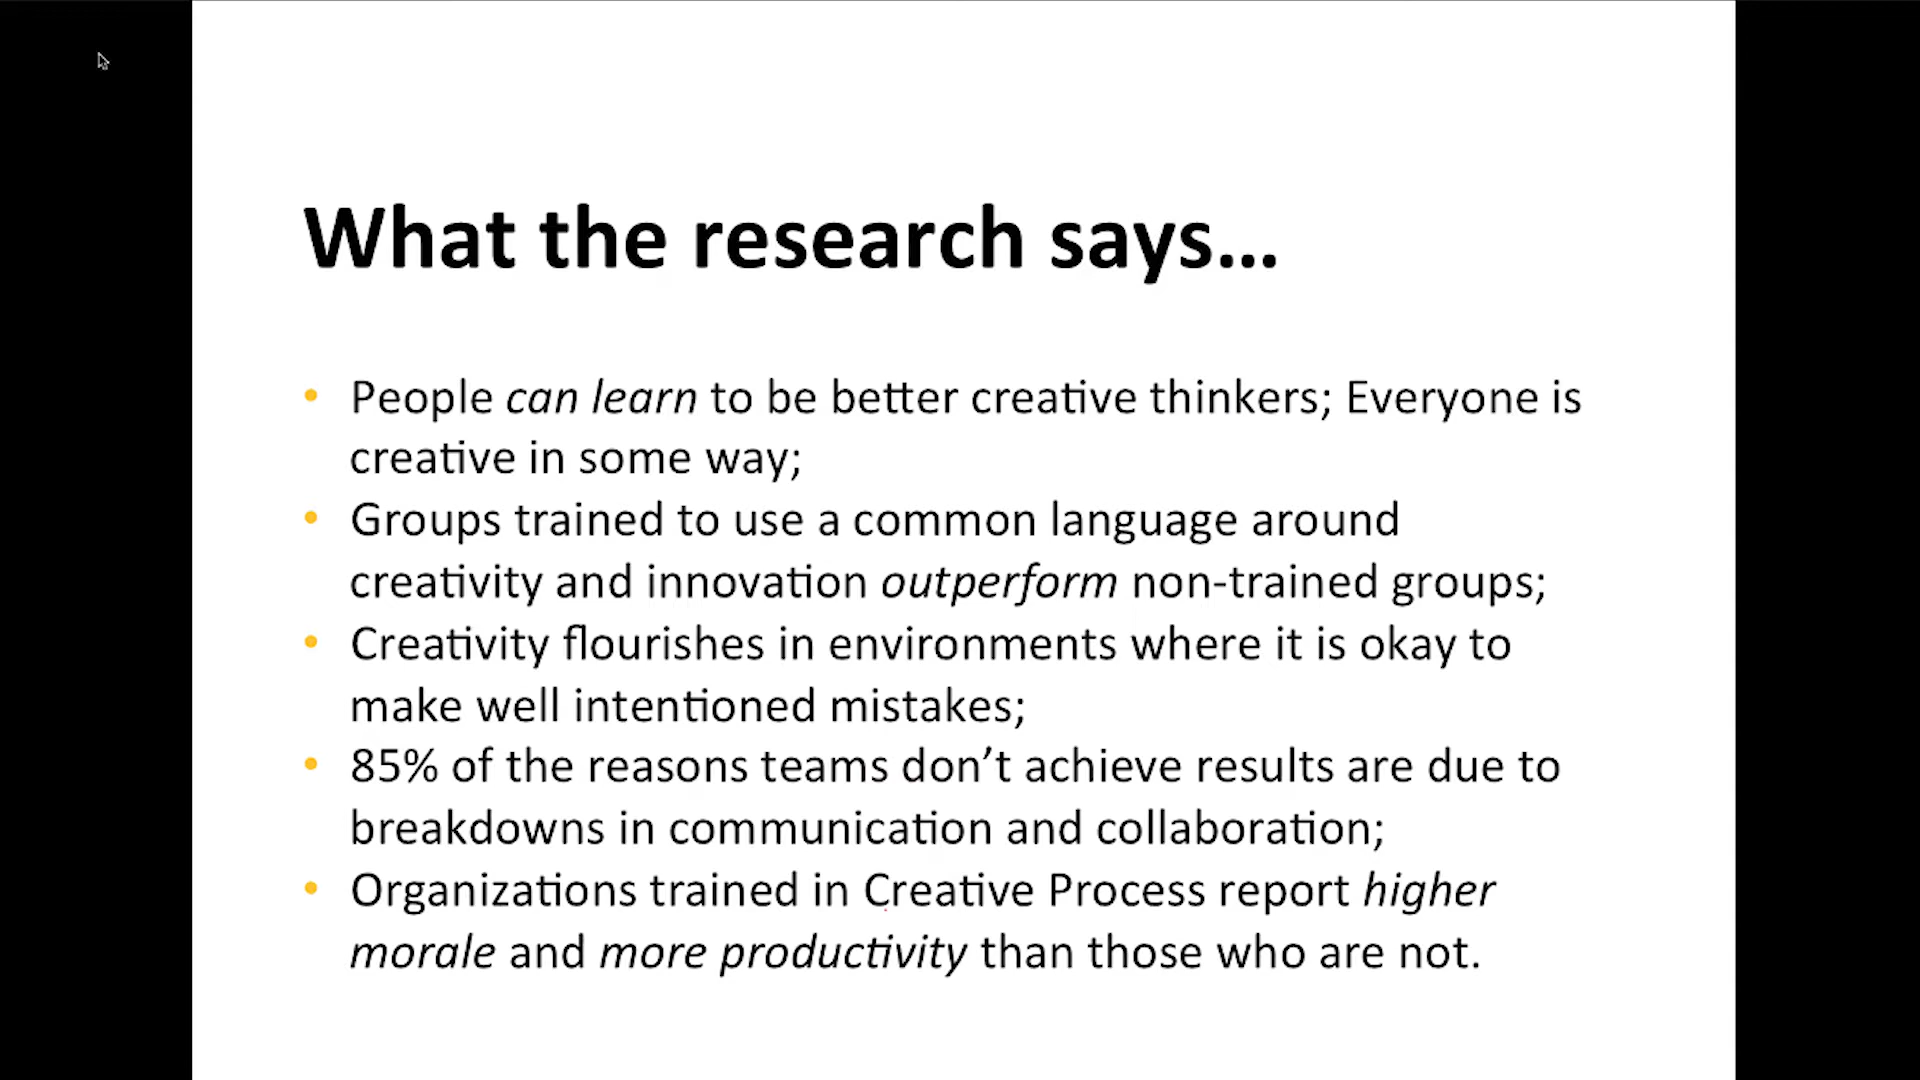 What the research says...
• People can learn to be better creative thinkers; Everyone is
creative in some way;
• Groups trained to use a common language around
creativity and innovation outperform non-trained groups;
• Creativity flourishes in environments where it is okay to
make well intentioned mistakes;
• 85% of the reasons teams don’t achieve results are due to
breakdowns in communication and collaboration;
• Organizations trained in Creative Process report higher
morale and more productivity than those who are not.